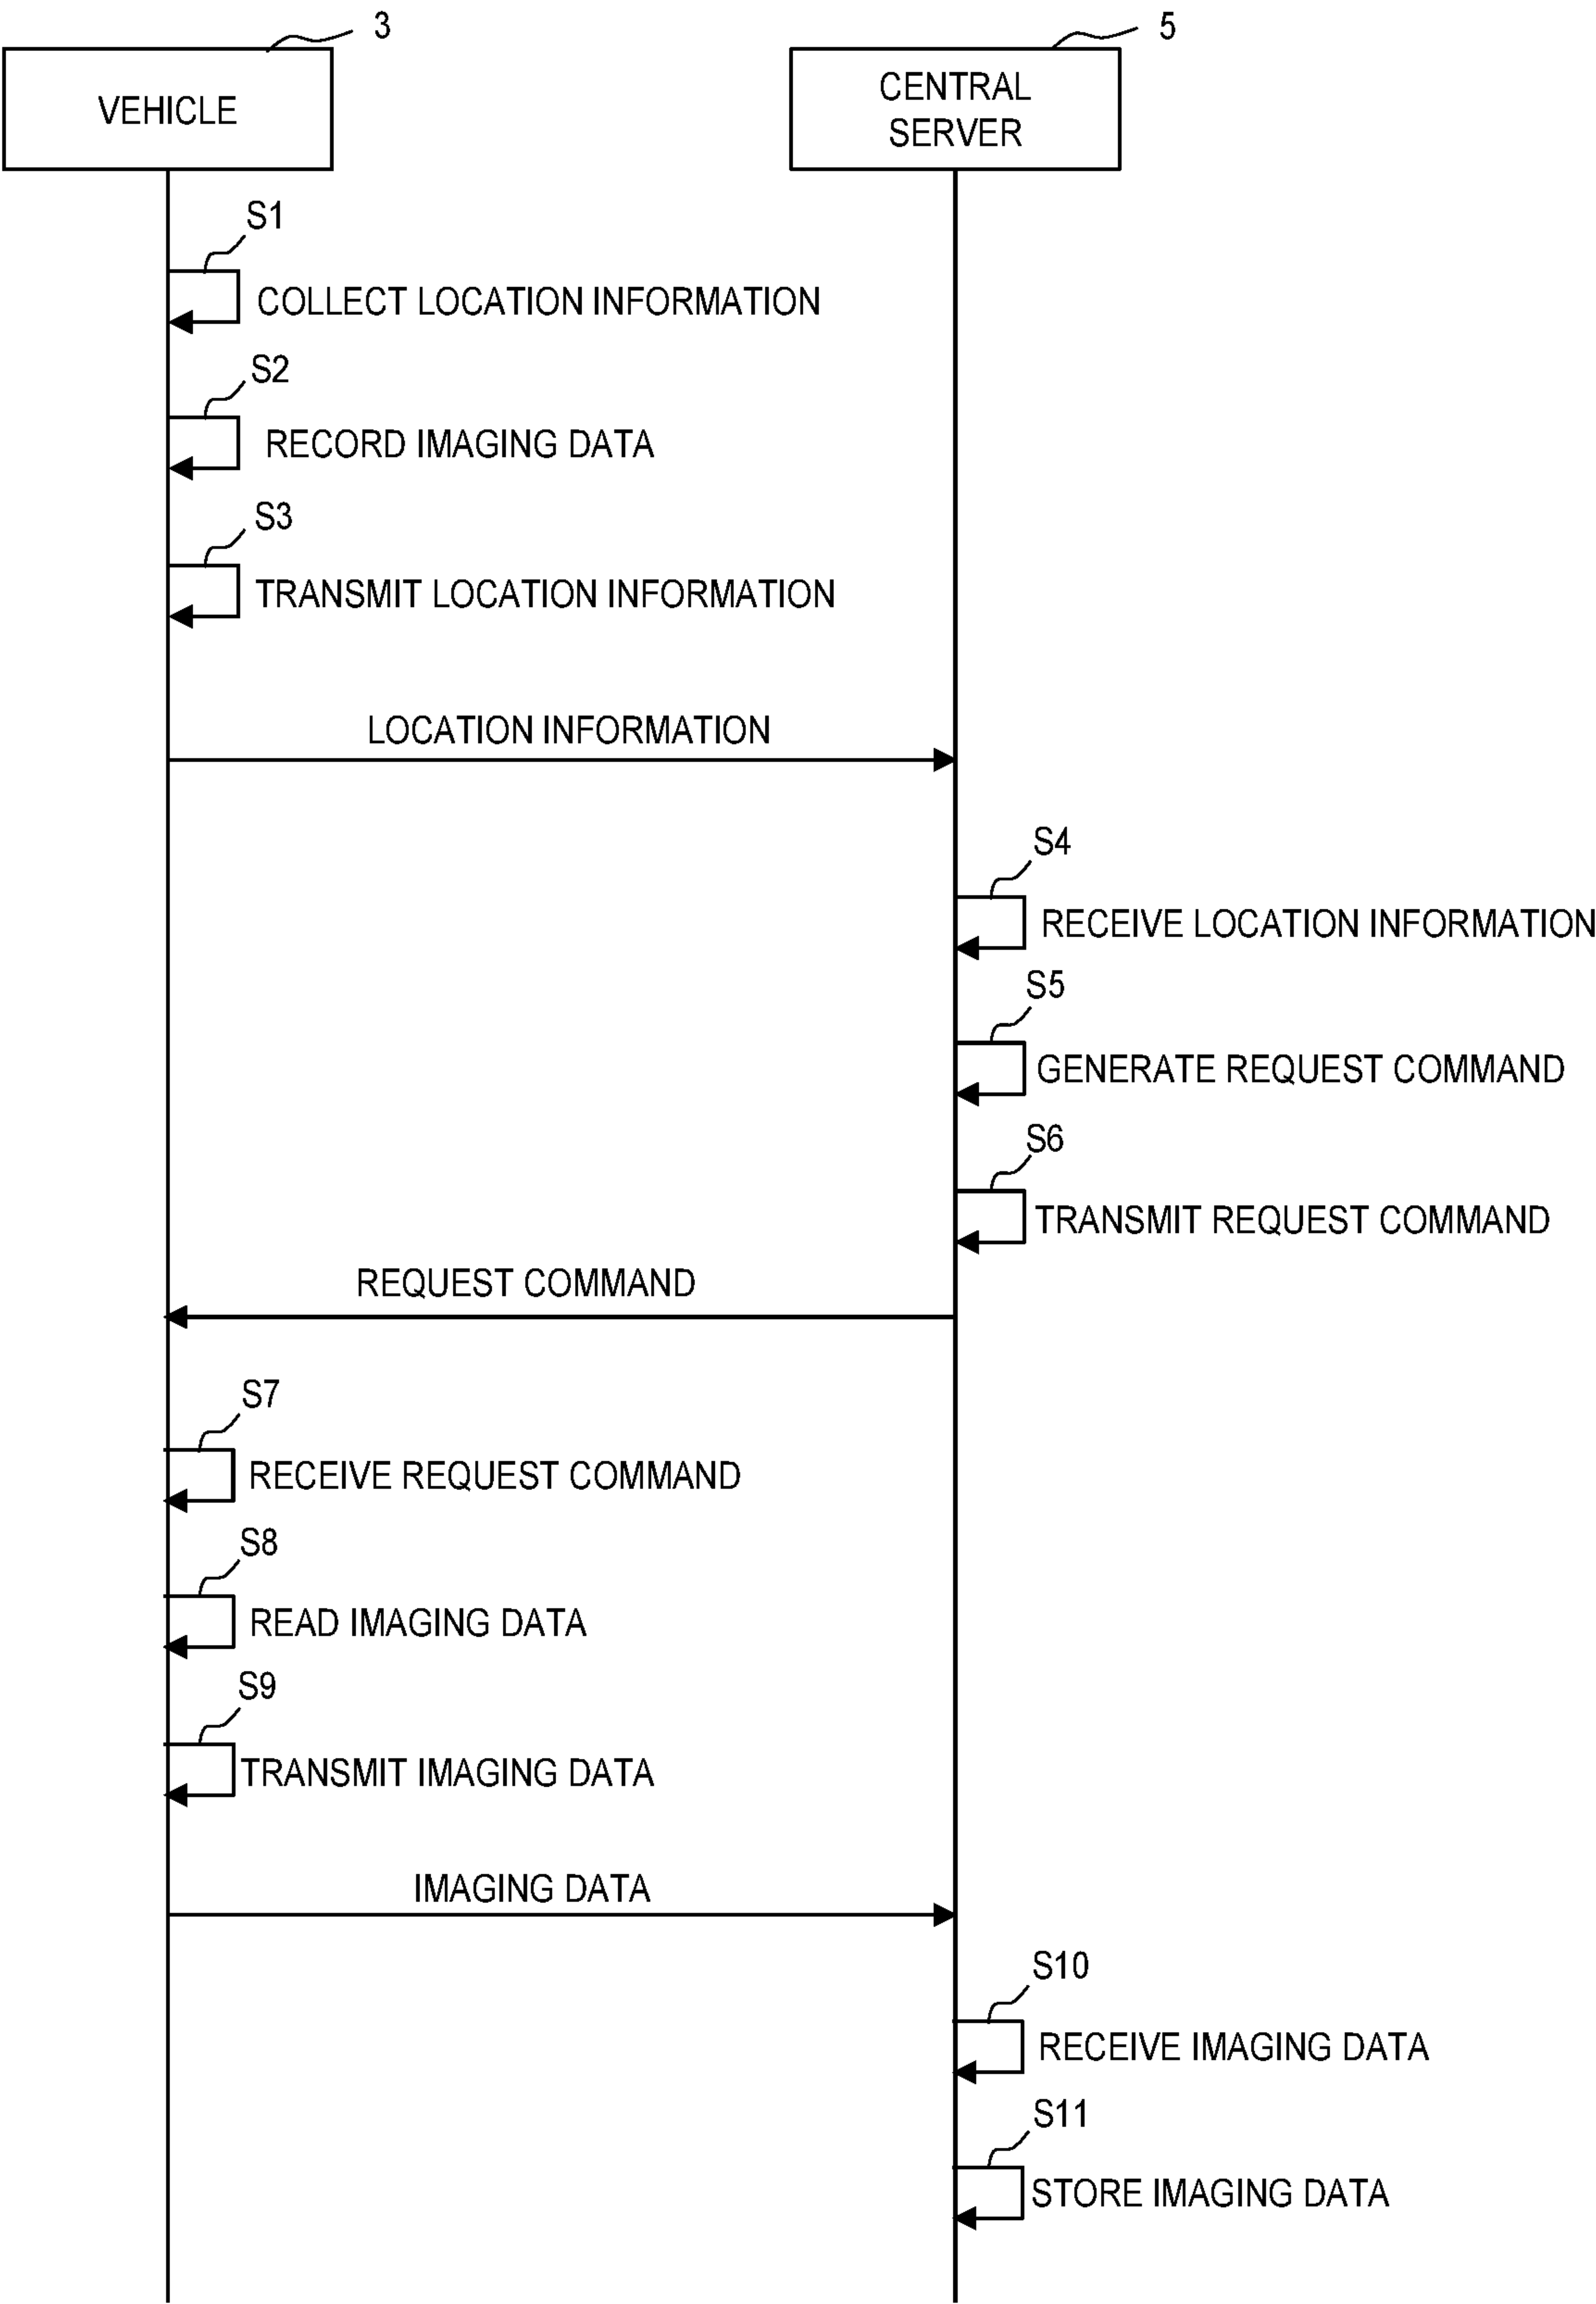 3
5
VEHICLE
CENTRAL
SERVER
S1
COLLECT LOCATION INFORMATION
S2
RECORD IMAGING DATA
S3
TRANSMIT LOCATION INFORMATION
LOCATION INFORMATION
S4
RECEIVE LOCATION INFORMATION
S5
GENERATE REQUEST COMMAND
S6
TRANSMIT REQUEST COMMAND
REQUEST COMMAND
S7
RECEIVE REQUEST COMMAND
S8
READ IMAGING DATA
S9
TRANSMIT IMAGING DATA
IMAGING DATA
S10
RECEIVE IMAGING DATA
S11
STORE IMAGING DATA